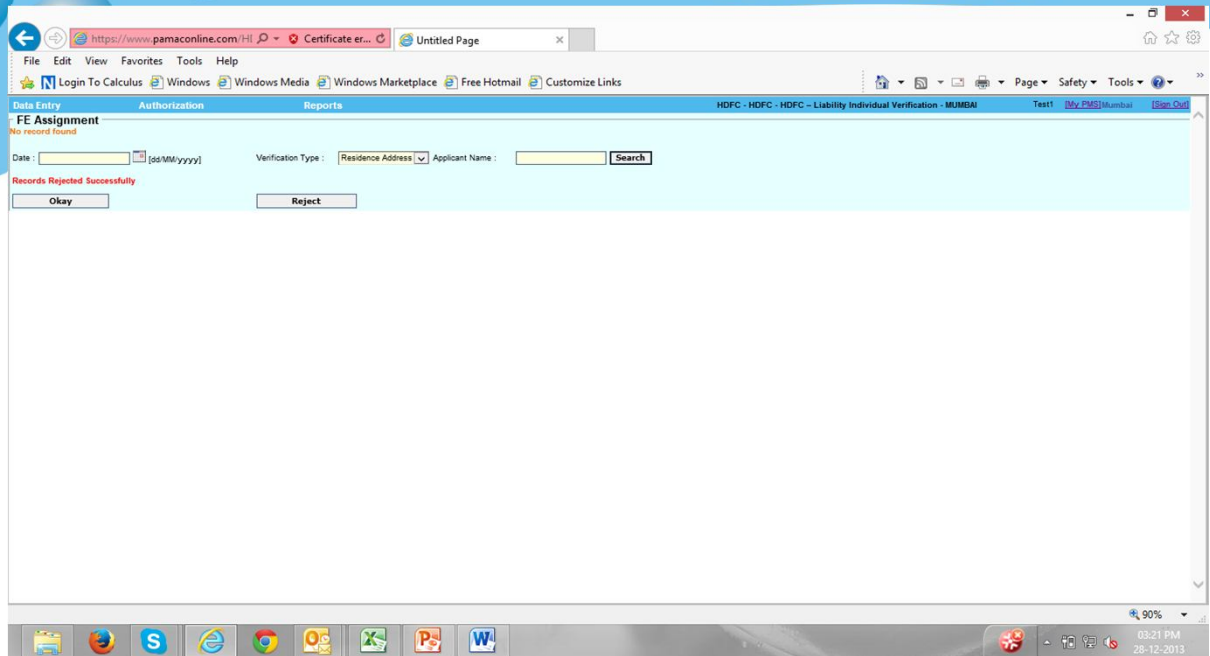 https://www.pamaconline.com/HI Certificate er... Untitled Page
File Edit View Favorites Tools Help
Login To Calculus Windows Windows Media Windows Marketplace Free Hotmail Customize Links Page Safety Tools
Data Entry Authorization Reports HDFC - HDFC - HDFC – Liability Individual Verification - MUMBAI Test1 [My PMS]Mumbai [Sign Out]
FE Assignment
No record found
Date : [dd/MM/yyyy] Verification Type : Residence Address Applicant Name : Search
Records Rejected Successfully
Okay Reject
90%
03:21 PM
28-12-2013